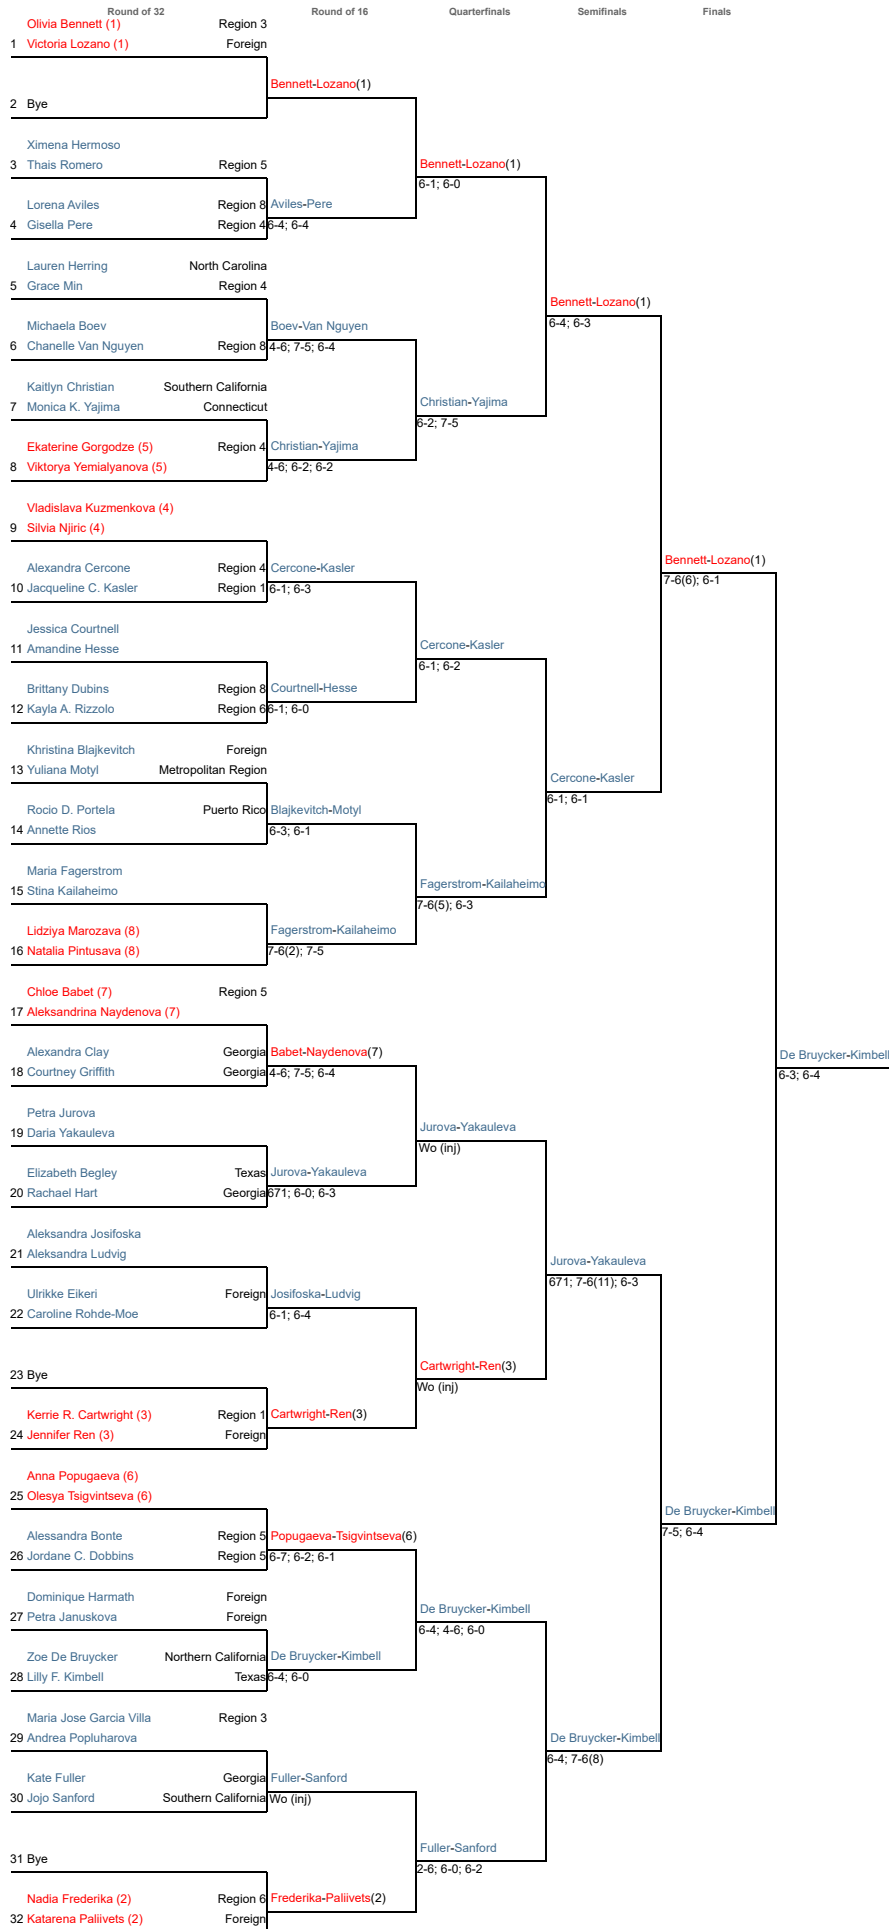 Round of 32 Round of 16 Quarterfinals Semifinals Finals
Olivia Bennett (1) Region 3
1 Victoria Lozano (1) Foreign
Bennett-Lozano(1)
2 Bye
Ximena Hermoso
3 Thais Romero Region 5
Bennett-Lozano(1)
6-1; 6-0
Lorena Aviles Region 8 Aviles-Pere
4 Gisella Pere Region 4 6-4; 6-4
Lauren Herring North Carolina
5 Grace Min Region 4
Bennett-Lozano(1)
6-4; 6-3
Michaela Boev Boev-Van Nguyen
6 Chanelle Van Nguyen Region 8 4-6; 7-5; 6-4
Kaitlyn Christian Southern California
7 Monica K. Yajima Connecticut
Christian-Yajima
6-2; 7-5
Ekaterine Gorgodze (5) Region 4 Christian-Yajima
8 Viktorya Yemialyanova (5) 4-6; 6-2; 6-2
Vladislava Kuzmenkova (4)
9 Silvia Njiric (4)
Bennett-Lozano(1)
7-6(6); 6-1
Alexandra Cercone Region 4 Cercone-Kasler
10 Jacqueline C. Kasler Region 1 6-1; 6-3
Jessica Courtnell
11 Amandine Hesse
Cercone-Kasler
6-1; 6-2
Brittany Dubins Region 8 Courtnell-Hesse
12 Kayla A. Rizzolo Region 6 6-1; 6-0
Khristina Blajkevitch Foreign
13 Yuliana Motyl Metropolitan Region
Cercone-Kasler
6-1; 6-1
Rocio D. Portela Puerto Rico Blajkevitch-Motyl
14 Annette Rios 6-3; 6-1
Maria Fagerstrom
15 Stina Kailaheimo
Fagerstrom-Kailaheimo
7-6(5); 6-3
Lidziya Marozava (8) Fagerstrom-Kailaheimo
16 Natalia Pintusava (8) 7-6(2); 7-5
Chloe Babet (7) Region 5
17 Aleksandrina Naydenova (7)
Alexandra Clay Georgia Babet-Naydenova(7)
18 Courtney Griffith Georgia 4-6; 7-5; 6-4
De Bruycker-Kimbell
6-3; 6-4
Petra Jurova
19 Daria Yakauleva
Jurova-Yakauleva
Wo (inj)
Elizabeth Begley Texas Jurova-Yakauleva
20 Rachael Hart Georgia 671; 6-0; 6-3
Aleksandra Josifoska
21 Aleksandra Ludvig
Jurova-Yakauleva
671; 7-6(11); 6-3
Ulrikke Eikeri Foreign Josifoska-Ludvig
22 Caroline Rohde-Moe 6-1; 6-4
23 Bye
Cartwright-Ren(3)
Wo (inj)
Kerrie R. Cartwright (3) Region 1 Cartwright-Ren(3)
24 Jennifer Ren (3) Foreign
Anna Popugaeva (6)
25 Olesya Tsigvintseva (6)
De Bruycker-Kimbell
7-5; 6-4
Alessandra Bonte Region 5 Popugaeva-Tsigvintseva(6)
26 Jordane C. Dobbins Region 5 6-7; 6-2; 6-1
Dominique Harmath Foreign
27 Petra Januskova Foreign
De Bruycker-Kimbell
6-4; 4-6; 6-0
Zoe De Bruycker Northern California De Bruycker-Kimbell
28 Lilly F. Kimbell Texas 6-4; 6-0
Maria Jose Garcia Villa Region 3
29 Andrea Popluharova
De Bruycker-Kimbell
6-4; 7-6(8)
Kate Fuller Georgia Fuller-Sanford
30 Jojo Sanford Southern California Wo (inj)
31 Bye
Fuller-Sanford
2-6; 6-0; 6-2
Nadia Frederika (2) Region 6 Frederika-Paliivets(2)
32 Katarena Paliivets (2) Foreign